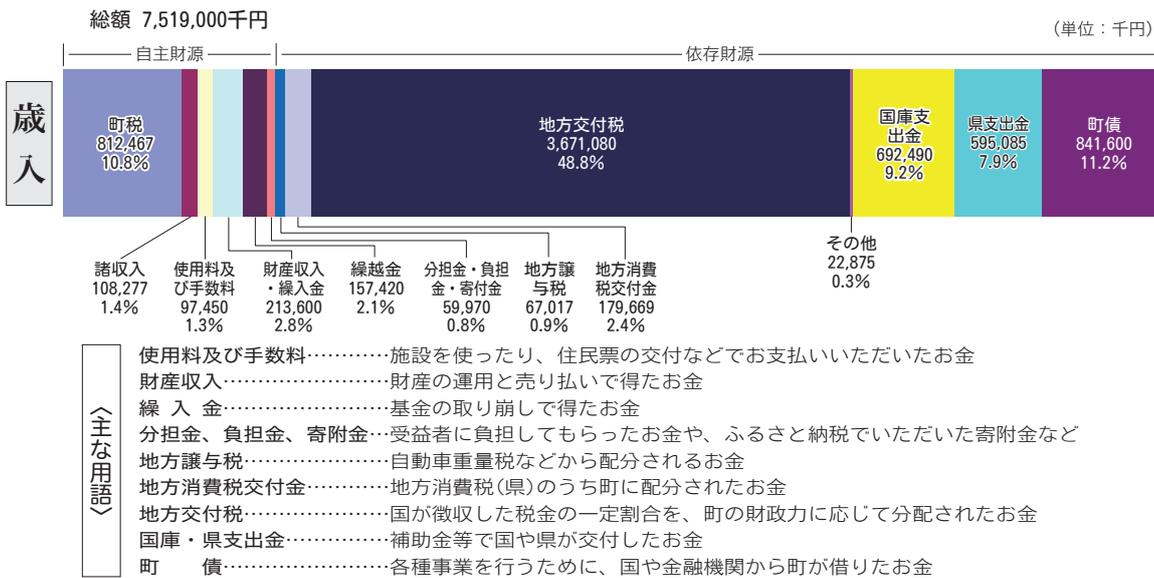 総額 7,519,000千円
(単位：千円)
自主財源
依存財源
歳入
町税
812,467
10.8%
地方交付税
3,671,080
48.8%
国庫支
出金
692,490
9.2%
県支出金
595,085
7.9%
町債
841,600
11.2%
諸収入
108,277
1.4%
使用料及
び手数料
97,450
1.3%
財産収入
・繰入金
213,600
2.8%
繰越金
157,420
2.1%
分担金・負担
金・寄付金
59,970
0.8%
地方譲
与税
67,017
0.9%
地方消費
税交付金
179,669
2.4%
その他
22,875
0.3%
〈主な用語〉
使用料及び手数料…………施設を使ったり、住民票の交付などでお支払いいただいたお金
財産収入……………………財産の運用と売り払いで得たお金
繰 入 金……………………基金の取り崩しで得たお金
分担金、負担金、寄附金…受益者に負担してもらったお金や、ふるさと納税でいただいた寄附金など
地方譲与税…………………自動車重量税などから配分されるお金
地方消費税交付金…………地方消費税(県)のうち町に配分されたお金
地方交付税…………………国が徴収した税金の一定割合を、町の財政力に応じて分配されたお金
国庫・県支出金……………補助金等で国や県が交付したお金
町　　債……………………各種事業を行うために、国や金融機関から町が借りたお金